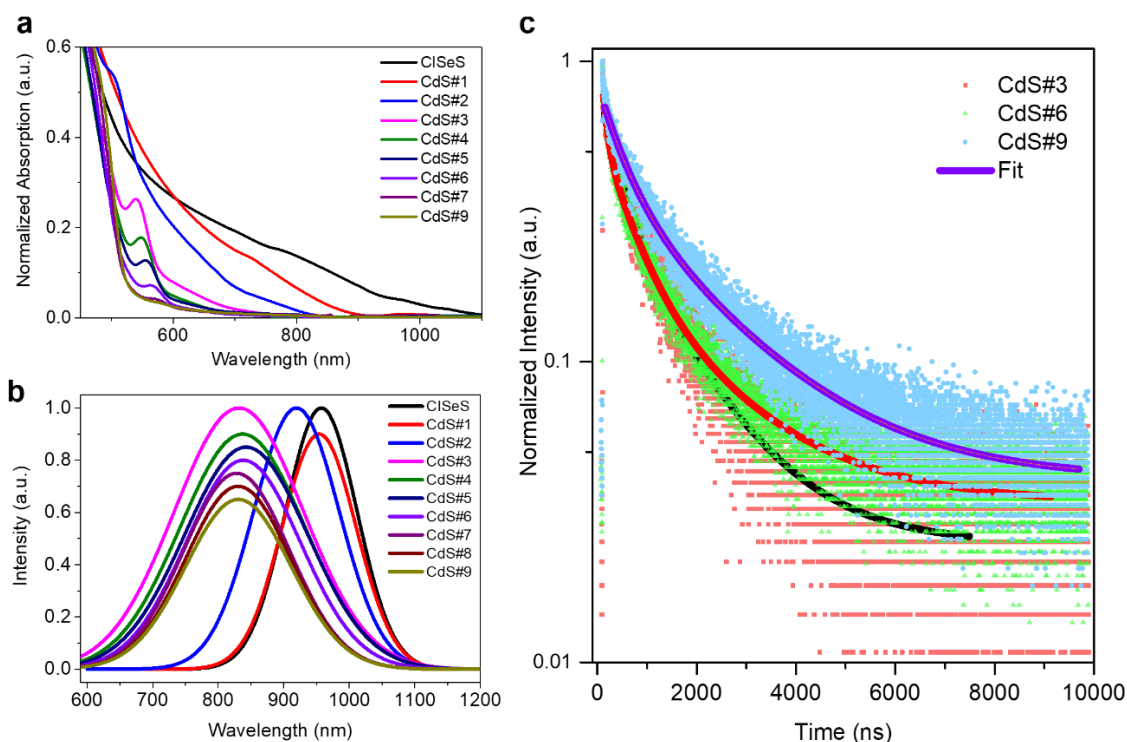 a
0.6
0.4
0.2
0.0
Normalized Absorption (a.u.)
600
800
1000
Wavelength (nm)
CISeS
CdS#1
CdS#2
CdS#3
CdS#4
CdS#5
CdS#6
CdS#7
CdS#9
b
1.0
0.8
0.6
0.4
0.2
0.0
Intensity (a.u.)
600
700
800
900
1000
1100
1200
Wavelength (nm)
CISeS
CdS#1
CdS#2
CdS#3
CdS#4
CdS#5
CdS#6
CdS#7
CdS#8
CdS#9
c
1
0.1
0.01
Normalized Intensity (a.u.)
0
2000
4000
6000
8000
10000
Time (ns)
CdS#3
CdS#6
CdS#9
Fit